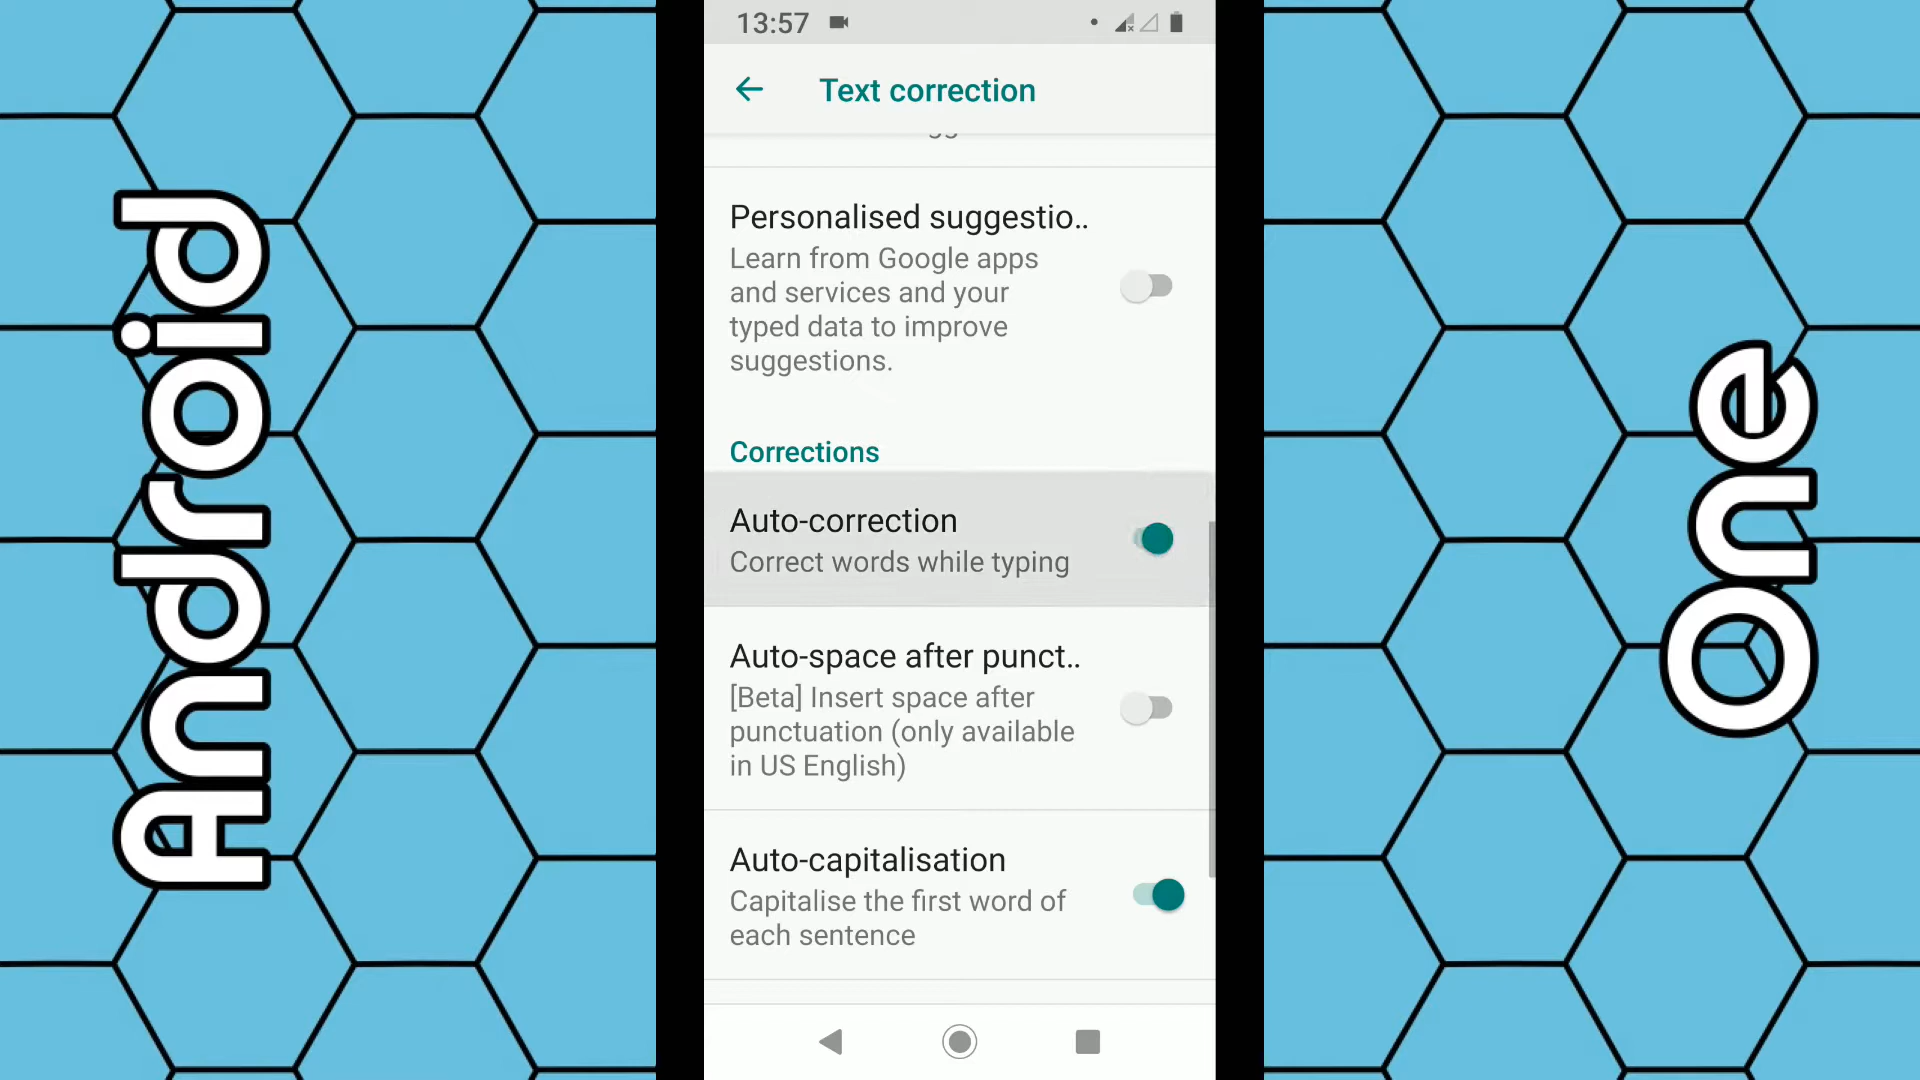 Android
13:57
Text correction
Personalised suggestio..
Learn from Google apps
and services and your
typed data to improve
suggestions.
Corrections
Auto-correction
Correct words while typing
Auto-space after punct..
[Beta] Insert space after
punctuation (only available
in US English)
Auto-capitalisation
Capitalise the first word of
each sentence
One